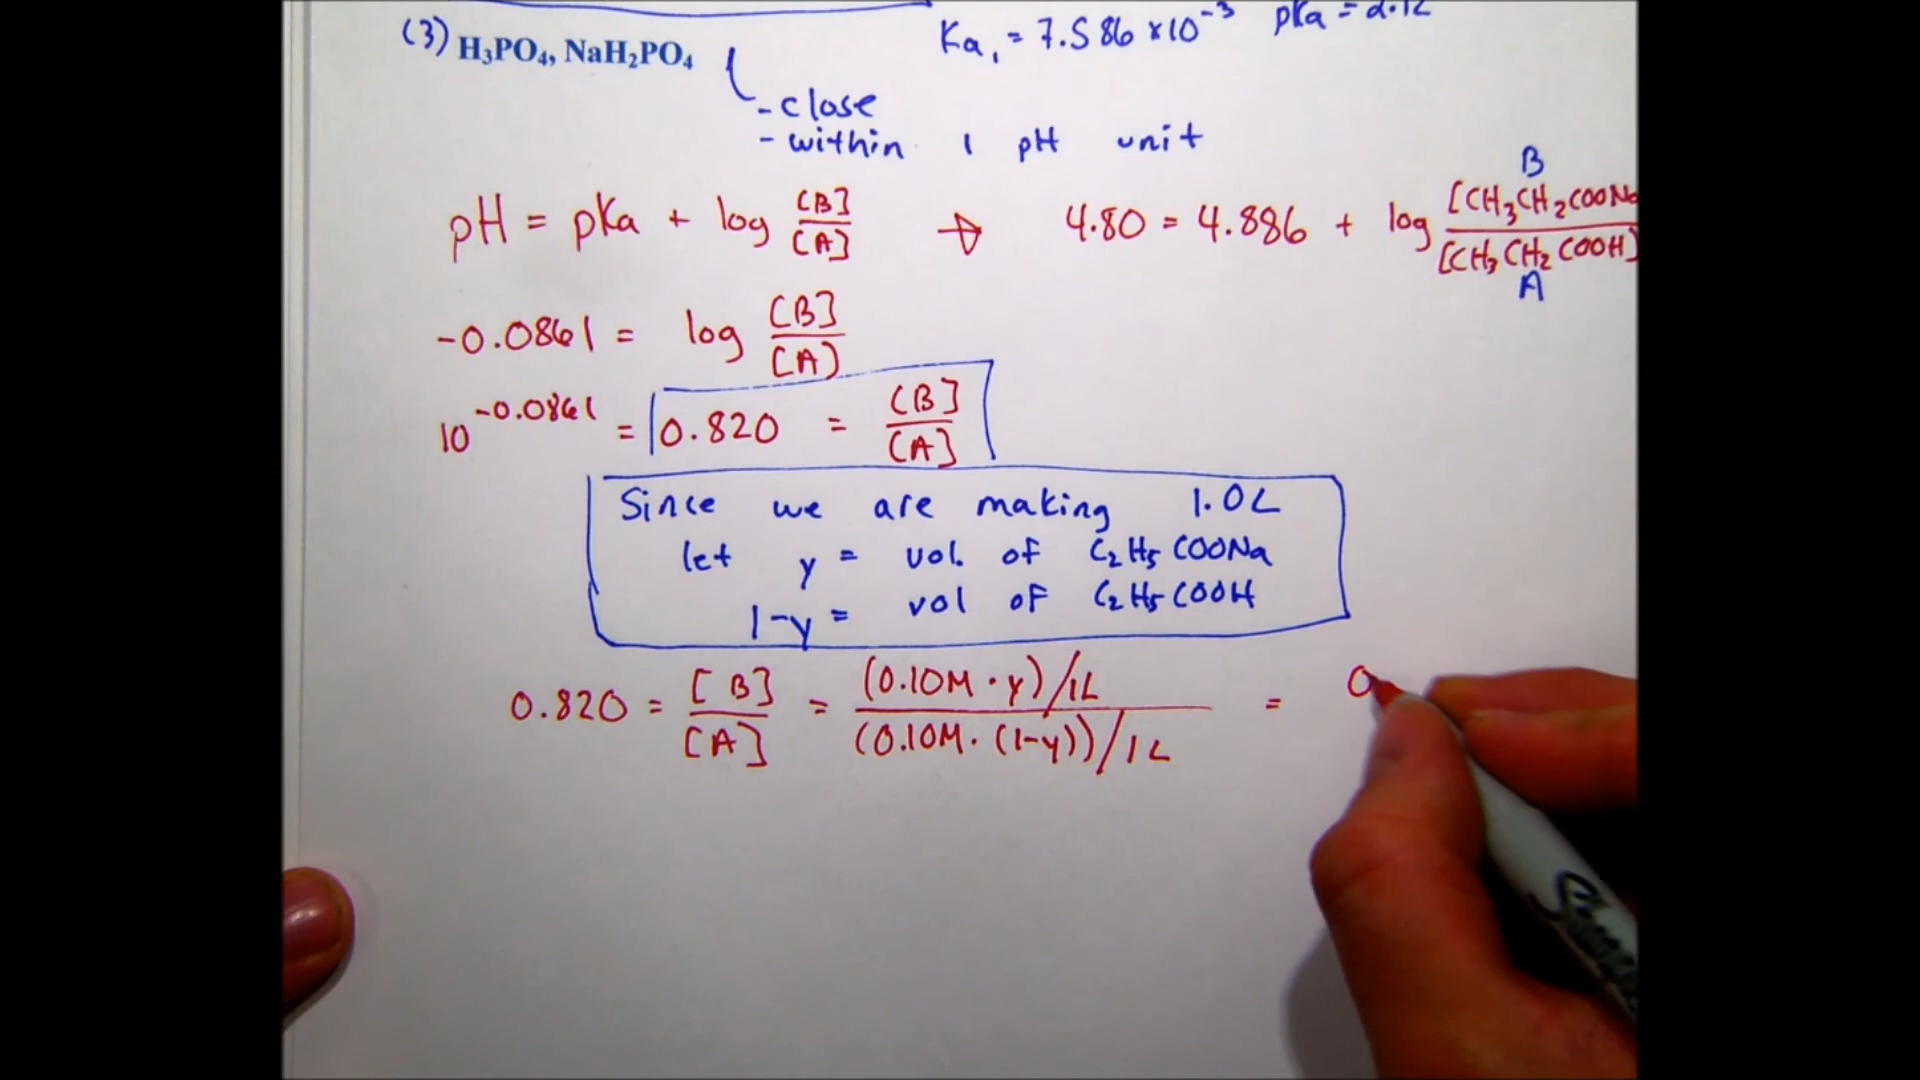 (3) H₃PO₄, NaH₂PO₄
Ka₁ = 7.586 × 10⁻³ pKa = 2.12
- close
- within 1 pH unit
pH = pKa + log [B]/[A] → 4.80 = 4.886 + log [CH₃CH₂COONa/[CH₃CH₂COOH]
B
A
-0.0861 = log [B]/[A]
10^-0.0861 = 0.820 = [B]/[A]
Since we are making 1.0L
let y = vol. of C₂H₅COONa
1-y = vol of C₂H₅COOH
0.820 = [B]/[A] = (0.10M · y)/1L / (0.10M · (1-y))/1L = 0